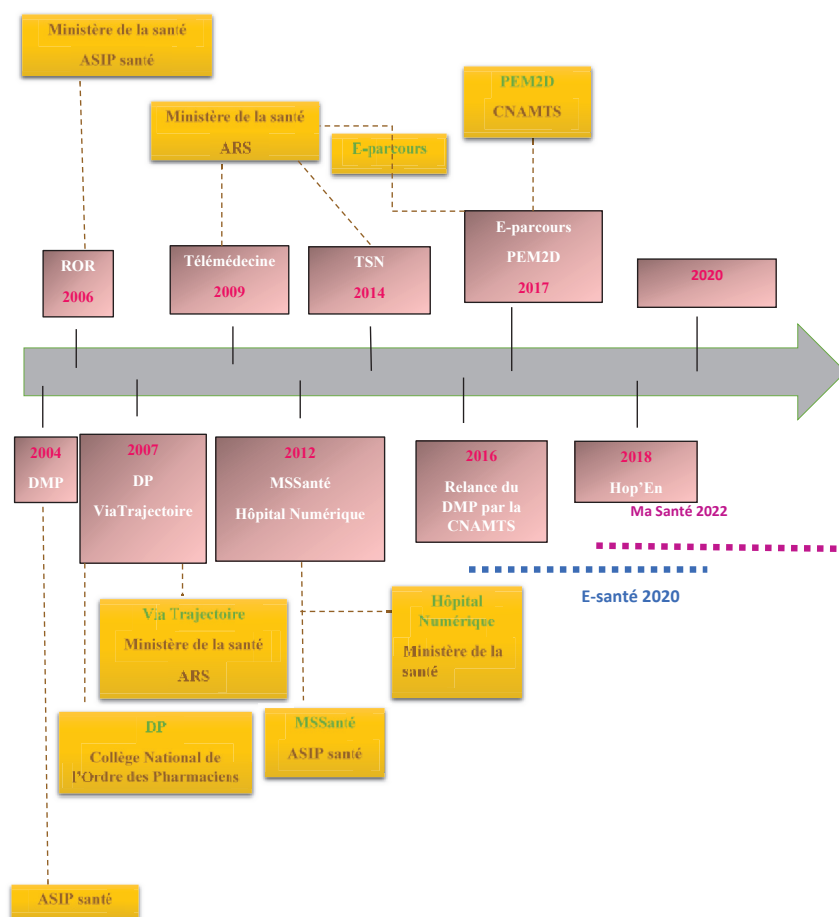 Ministère de la santé
ASIP santé
PEM2D
CNAMTS
Ministère de la santé
ARS
E-parcours
ROR
2006
Télémédecine
2009
TSN
2014
E-parcours
PEM2D
2017
2020
2004
DMP
2007
DP
ViaTrajectoire
2012
MSSanté
Hôpital Numérique
2016
Relance du
DMP par la
CNAMTS
2018
Hop'En
Ma Santé 2022
E-santé 2020
Via Trajectoire
Ministère de la santé
ARS
Hôpital
Numérique
Ministère de la
santé
DP
Collège National de
l'Ordre des Pharmaciens
MSSanté
ASIP santé
ASIP santé